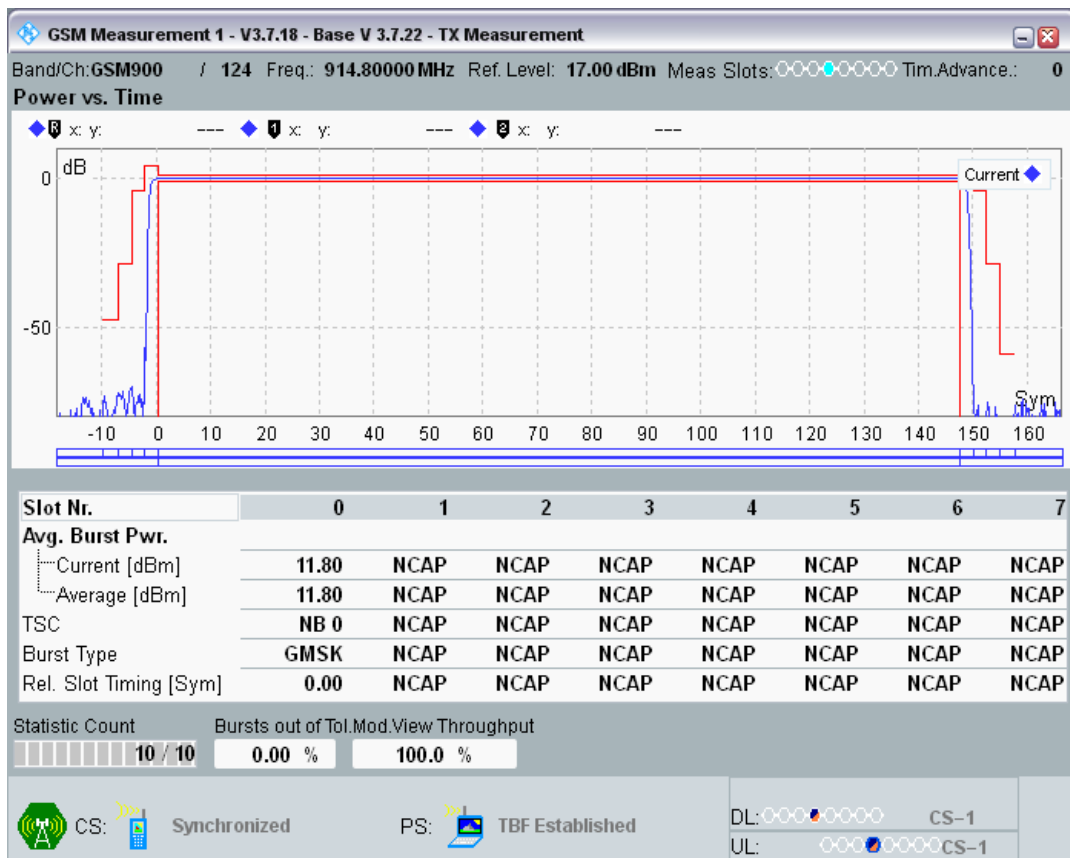 GSM Measurement 1 - V3.7.18 - Base V 3.7.22 - TX Measurement
Band/Ch:GSM900 / 124 Freq.: 914.80000 MHz Ref. Level: 17.00 dBm Meas Slots: Tim.Advance.: 0
Power vs. Time
R x: y: --- 1 x: y: --- 2 x: y: ---
dB
Current
0
-50
Sym
-10 0 10 20 30 40 50 60 70 80 90 100 110 120 130 140 150 160
Slot Nr. 0 1 2 3 4 5 6 7
Avg. Burst Pwr.
Current [dBm] 11.80 NCAP NCAP NCAP NCAP NCAP NCAP NCAP
Average [dBm] 11.80 NCAP NCAP NCAP NCAP NCAP NCAP NCAP
TSC NB 0 NCAP NCAP NCAP NCAP NCAP NCAP NCAP
Burst Type GMSK NCAP NCAP NCAP NCAP NCAP NCAP NCAP
Rel. Slot Timing [Sym] 0.00 NCAP NCAP NCAP NCAP NCAP NCAP NCAP
Statistic Count Bursts out of Tol. Mod.View Throughput
10 / 10 0.00 % 100.0 %
CS: Synchronized PS: TBF Established
DL: CS-1
UL: CS-1